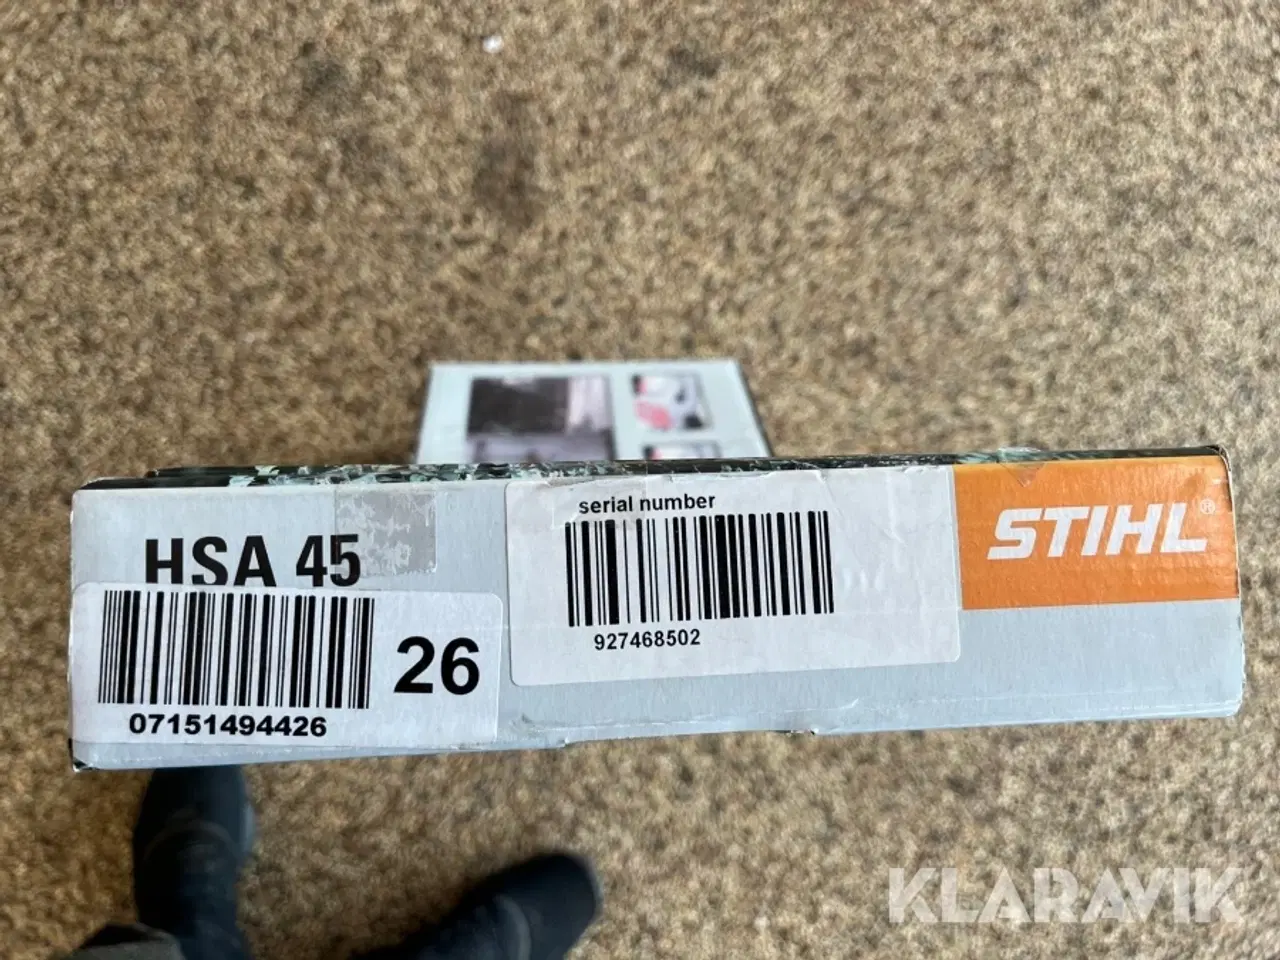 HSA 45
serial number
927468502
STIHL®
07151494426
26
KLARAVIK